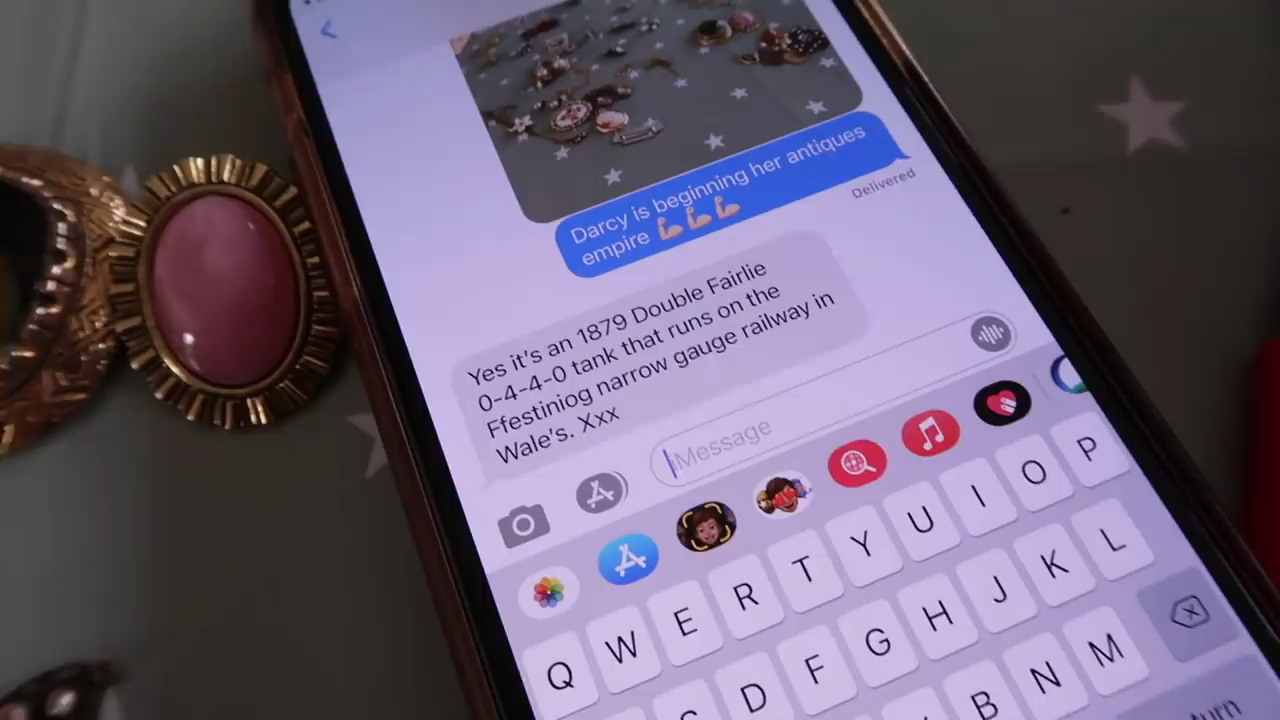 Darcy is beginning her antiques
empire 💪💪💪
Delivered
Yes it's an 1879 Double Fairlie
0-4-4-0 tank that runs on the
Ffestiniog narrow gauge railway in
Wale's. Xxx
iMessage
Q W E R T Y U I O P
D F G H J K L
B N M